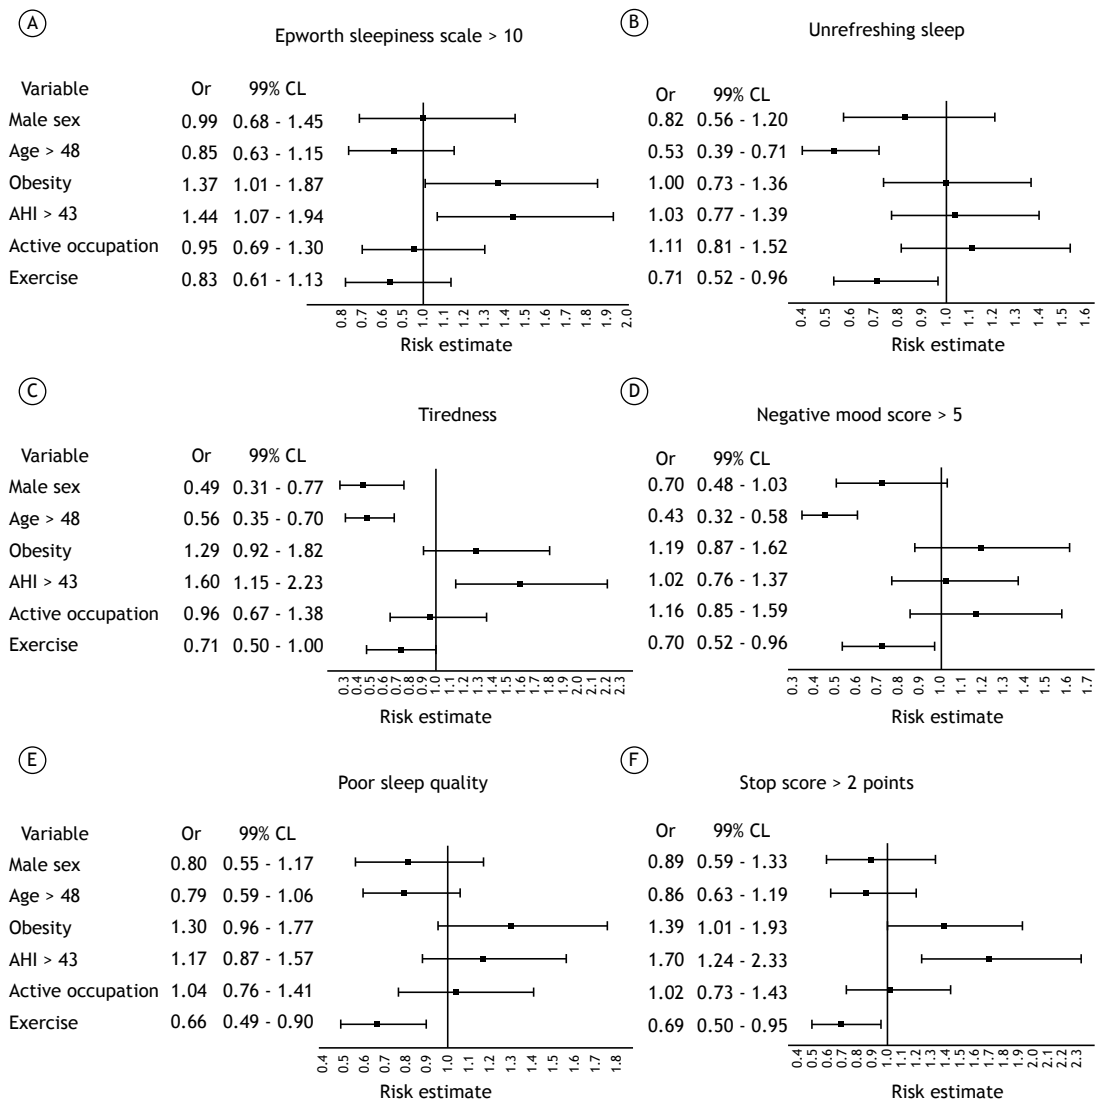 A
Epworth sleepiness scale > 10
Variable Or 99% CL
Male sex 0.99 0.68 - 1.45
Age > 48 0.85 0.63 - 1.15
Obesity 1.37 1.01 - 1.87
AHI > 43 1.44 1.07 - 1.94
Active occupation 0.95 0.69 - 1.30
Exercise 0.83 0.61 - 1.13
0.8 0.7 0.6 0.5 1.0 1.1 1.2 1.3 1.4 1.5 1.6 1.7 1.8 1.9 2.0
Risk estimate
B
Unrefreshing sleep
Or 99% CL
0.82 0.56 - 1.20
0.53 0.39 - 0.71
1.00 0.73 - 1.36
1.03 0.77 - 1.39
1.11 0.81 - 1.52
0.71 0.52 - 0.96
0.4 0.5 0.6 0.7 0.8 0.9 1.0 1.1 1.2 1.3 1.4 1.5 1.6
Risk estimate
C
Tiredness
Variable Or 99% CL
Male sex 0.49 0.31 - 0.77
Age > 48 0.56 0.35 - 0.70
Obesity 1.29 0.92 - 1.82
AHI > 43 1.60 1.15 - 2.23
Active occupation 0.96 0.67 - 1.38
Exercise 0.71 0.50 - 1.00
0.3 0.4 0.5 0.6 0.7 0.8 0.9 1.0 1.1 1.2 1.3 1.4 1.5 1.6 1.7 1.8 1.9 2.0 2.1 2.2 2.3
Risk estimate
D
Negative mood score > 5
Or 99% CL
0.70 0.48 - 1.03
0.43 0.32 - 0.58
1.19 0.87 - 1.62
1.02 0.76 - 1.37
1.16 0.85 - 1.59
0.70 0.52 - 0.96
0.3 0.4 0.5 0.6 0.7 0.8 0.9 1.0 1.1 1.2 1.3 1.4 1.5 1.6 1.7
Risk estimate
E
Poor sleep quality
Variable Or 99% CL
Male sex 0.80 0.55 - 1.17
Age > 48 0.79 0.59 - 1.06
Obesity 1.30 0.96 - 1.77
AHI > 43 1.17 0.87 - 1.57
Active occupation 1.04 0.76 - 1.41
Exercise 0.66 0.49 - 0.90
0.4 0.5 0.6 0.7 0.8 0.9 1.0 1.1 1.2 1.3 1.4 1.5 1.6 1.7 1.8
Risk estimate
F
Stop score > 2 points
Or 99% CL
0.89 0.59 - 1.33
0.86 0.63 - 1.19
1.39 1.01 - 1.93
1.70 1.24 - 2.33
1.02 0.73 - 1.43
0.69 0.50 - 0.95
0.4 0.5 0.6 0.7 0.8 0.9 1.0 1.1 1.2 1.3 1.4 1.5 1.6 1.7 1.8 1.9 2.0 2.1 2.2 2.3
Risk estimate